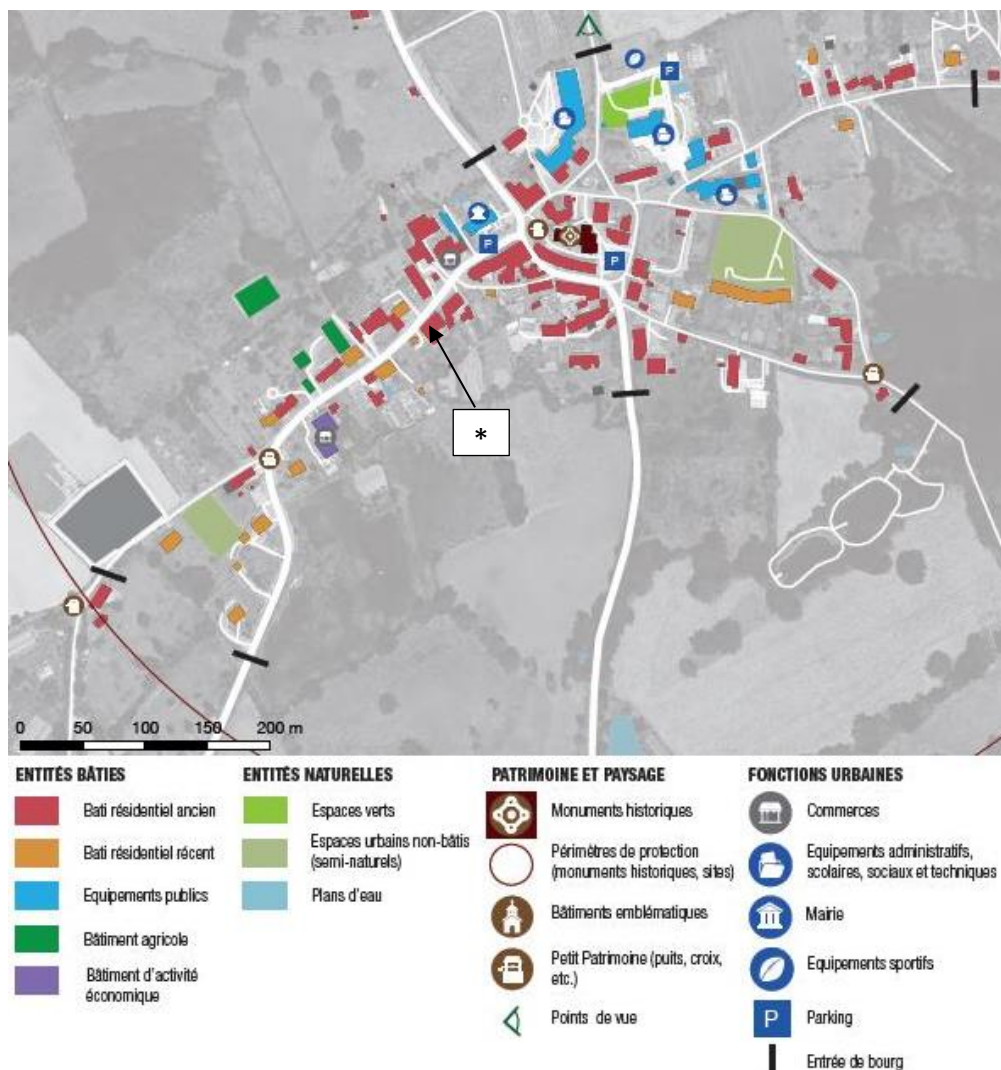 P
P
P
*
0 50 100 150 200 m
ENTITÉS BÂTIES
Bati résidentiel ancien
Bati résidentiel récent
Equipements publics
Bâtiment agricole
Bâtiment d'activité
économique
ENTITÉS NATURELLES
Espaces verts
Espaces urbains non-bâtis
(semi-naturels)
Plans d'eau
PATRIMOINE ET PAYSAGE
Monuments historiques
Périmètres de protection
(monuments historiques, sites)
Bâtiments emblématiques
Petit Patrimoine (puits, croix,
etc.)
Points de vue
FONCTIONS URBAINES
Commerces
Equipements administratifs,
scolaires, sociaux et techniques
Mairie
Equipements sportifs
P Parking
Entrée de bourg